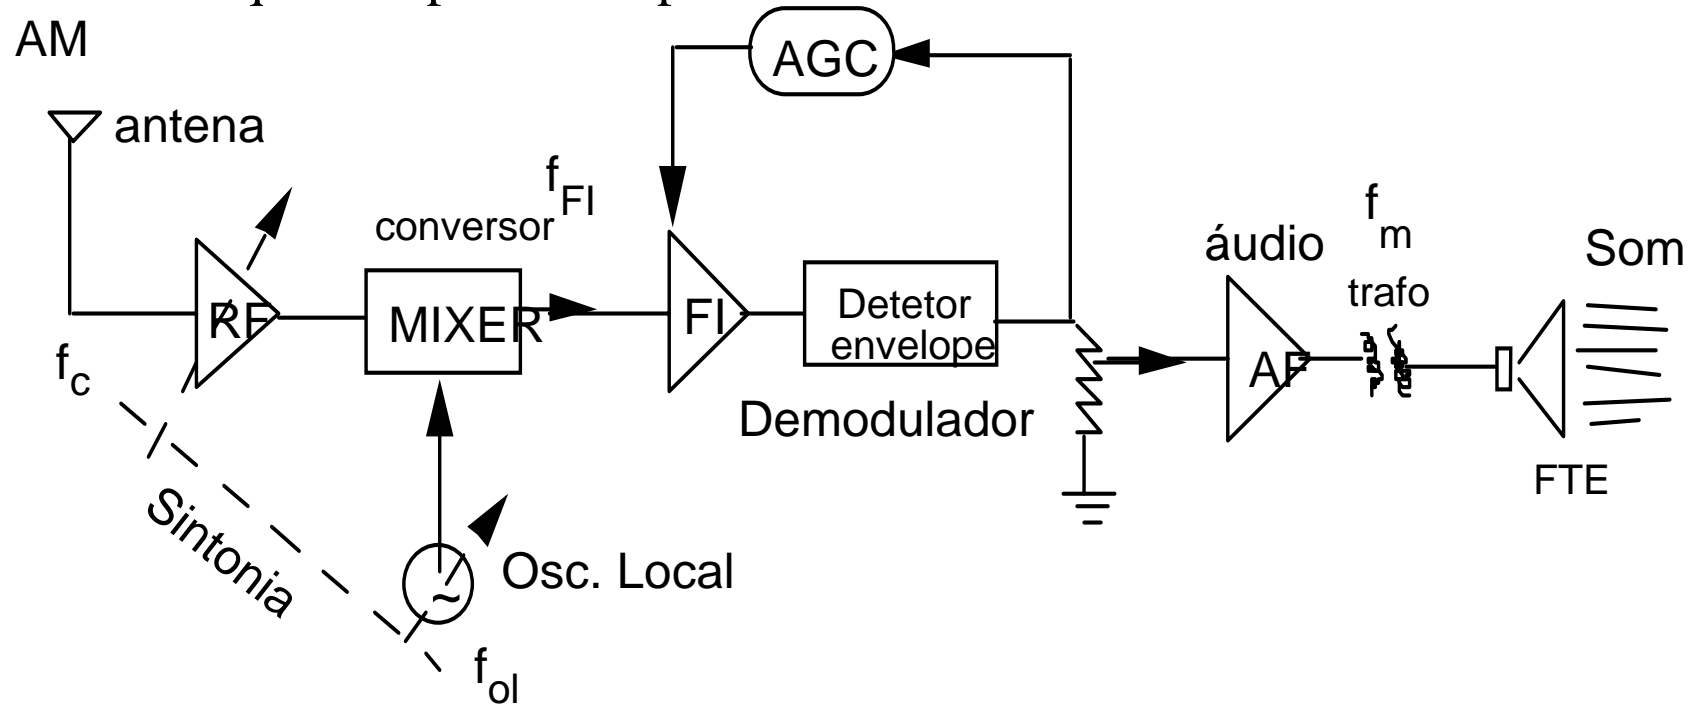 AM
AGC
antena
f
FI
conversor
RF
MIXER
FI
Detetor
envelope
Demodulador
áudio
AF
f
m
trafo
Som
FTE
f
c
Sintonia
~
Osc. Local
f
ol